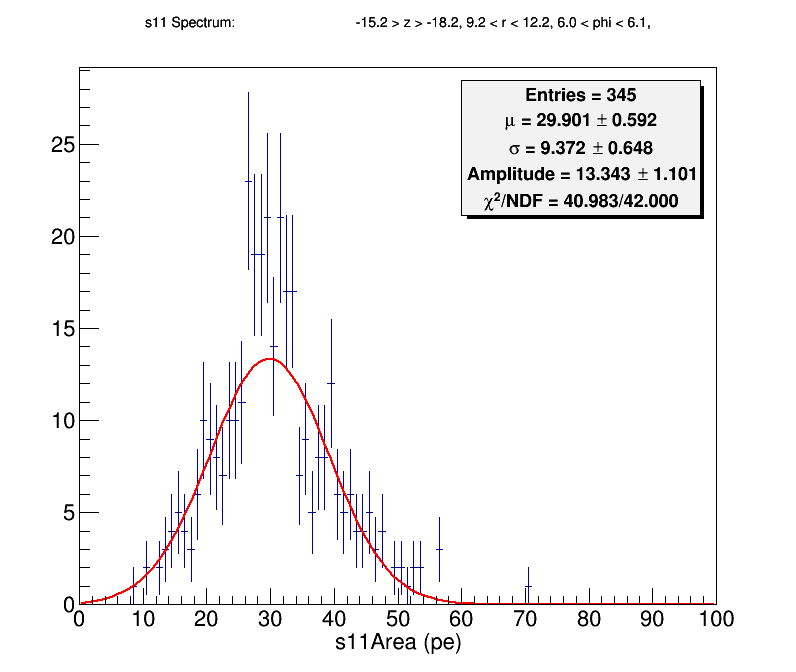 s11 Spectrum: -15.2 > z > -18.2, 9.2 < r < 12.2, 6.0 < phi < 6.1,
Entries = 345
μ = 29.901 ± 0.592
σ = 9.372 ± 0.648
Amplitude = 13.343 ± 1.101
χ²/NDF = 40.983/42.000
25
20
15
10
5
0
0 10 20 30 40 50 60 70 80 90 100
s11Area (pe)